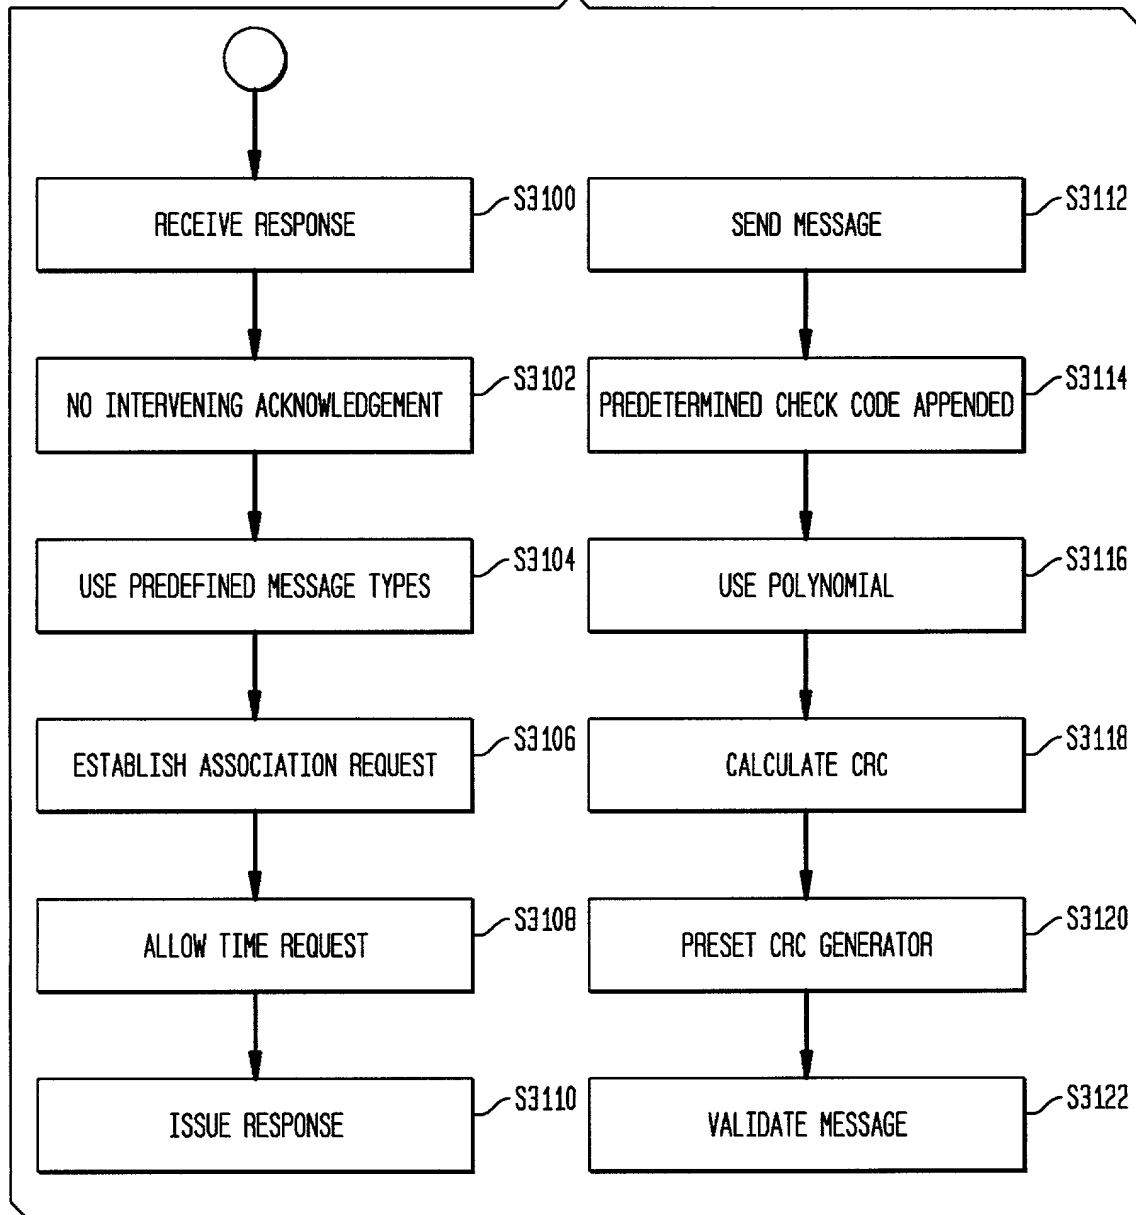 RECEIVE RESPONSE
S3100
NO INTERVENING ACKNOWLEDGEMENT
S3102
USE PREDEFINED MESSAGE TYPES
S3104
ESTABLISH ASSOCIATION REQUEST
S3106
ALLOW TIME REQUEST
S3108
ISSUE RESPONSE
S3110
SEND MESSAGE
S3112
PREDETERMINED CHECK CODE APPENDED
S3114
USE POLYNOMIAL
S3116
CALCULATE CRC
S3118
PRESET CRC GENERATOR
S3120
VALIDATE MESSAGE
S3122